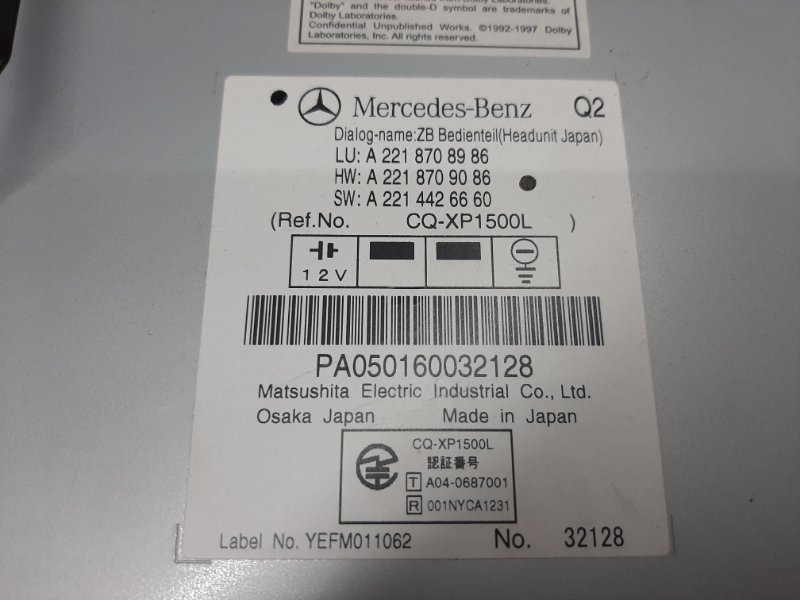 "Dolby" and the double-D symbol are trademarks of
Dolby Laboratories.
Confidential Unpublished Works. ©1992-1997 Dolby
Laboratories, Inc. All rights reserved.
Mercedes-Benz Q2
Dialog-name:ZB Bedienteil(Headunit Japan)
LU: A 221 870 89 86
HW: A 221 870 90 86
SW: A 221 442 66 60
(Ref.No. CQ-XP1500L )
12V
PA050160032128
Matsushita Electric Industrial Co., Ltd.
Osaka Japan Made in Japan
CQ-XP1500L
認証番号
T A04-0687001
R 001NYCA1231
Label No. YEFM011062 No. 32128